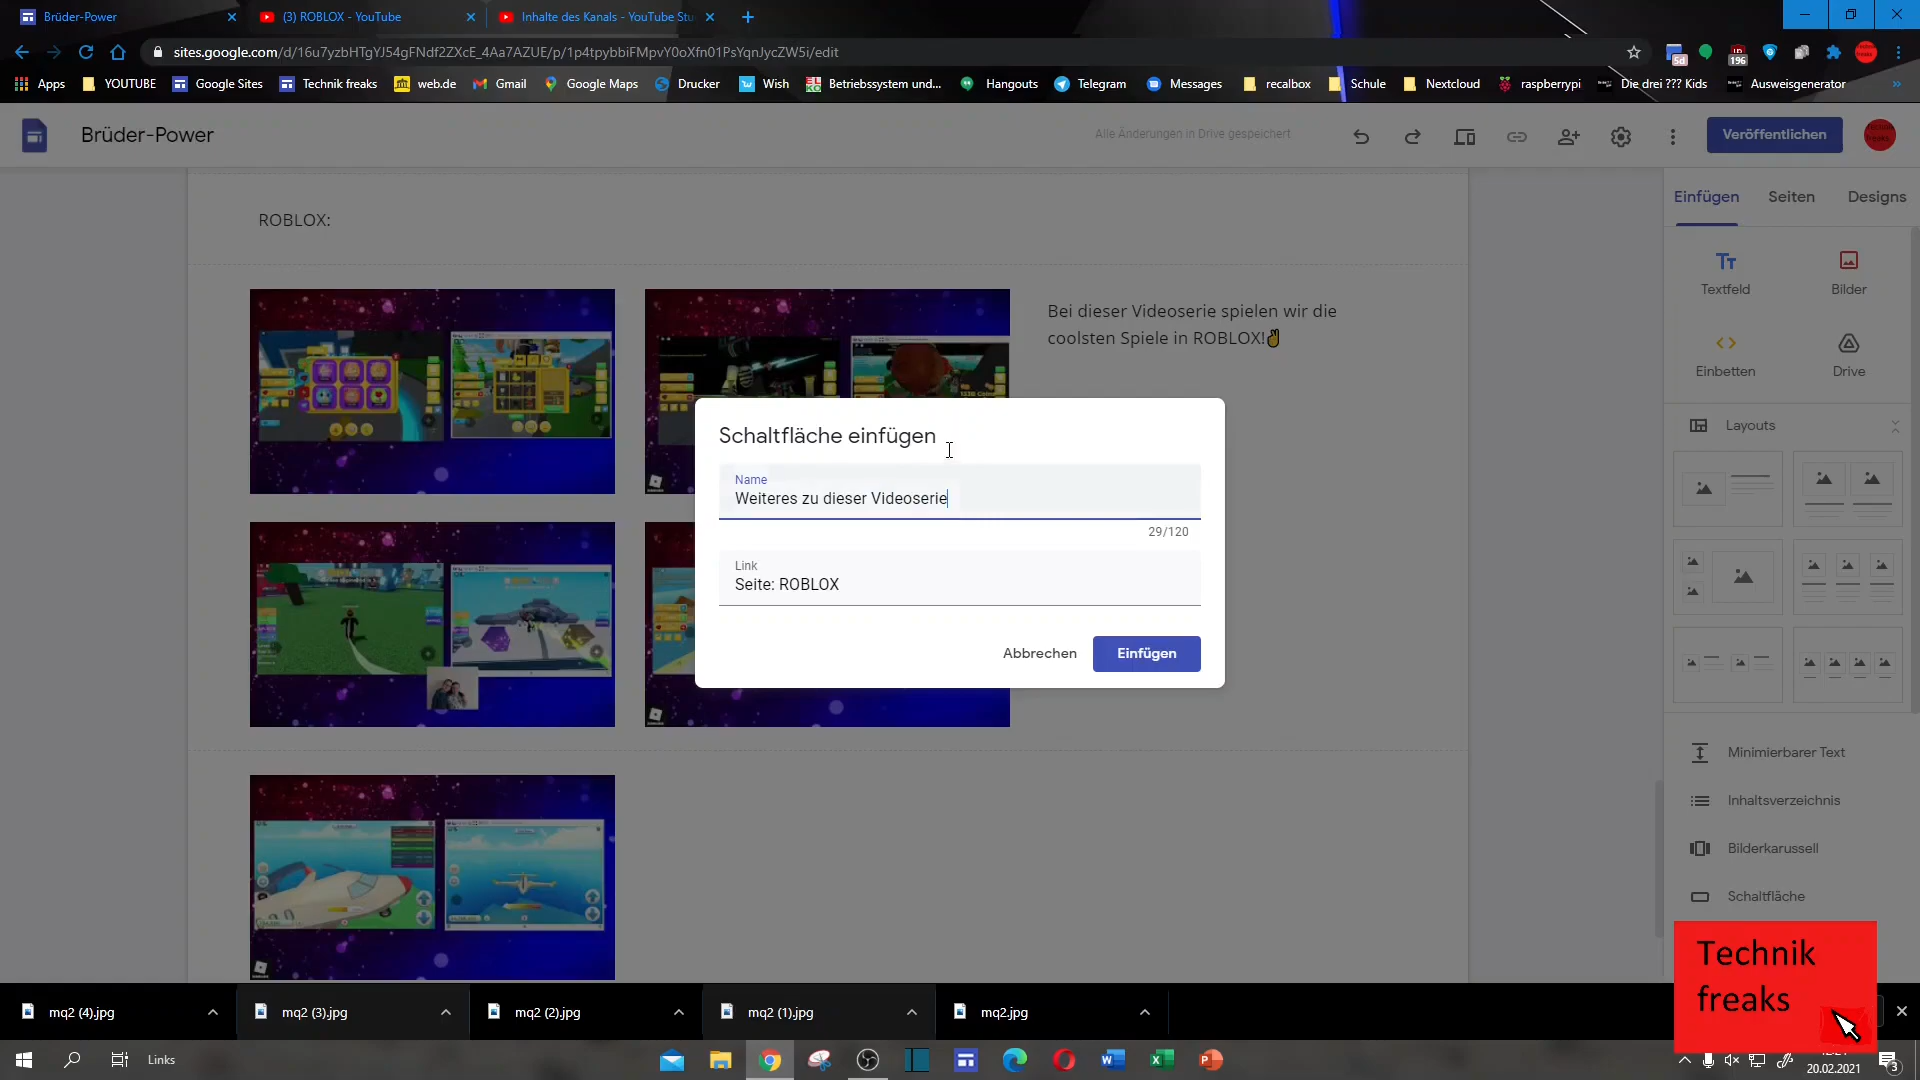 Brüder-Power
(3) ROBLOX - YouTube
Inhalte des Kanals - YouTube Stu
sites.google.com/d/16u7yzbHTgYJ54gFNdf2ZXcE_4Aa7AZUE/p/1p4tpybbiFMpvY0oXfn01PsYqnJycZW5i/edit
5d
196
Apps
YOUTUBE
Google Sites
Technik freaks
web.de
Gmail
Google Maps
Drucker
Wish
Betriebssystem und...
Hangouts
Telegram
Messages
recalbox
Schule
Nextcloud
raspberrypi
Die drei ??? Kids
Ausweisgenerator
Brüder-Power
Alle Änderungen in Drive gespeichert
Veröffentlichen
Einfügen
Seiten
Designs
ROBLOX:
Textfeld
Bilder
Bei dieser Videoserie spielen wir die
coolsten Spiele in ROBLOX!✌
Einbetten
Drive
Layouts
Schaltfläche einfügen
Name
Weiteres zu dieser Videoserie
29/120
Link
Seite: ROBLOX
Abbrechen
Einfügen
Minimierbarer Text
Inhaltsverzeichnis
Bilderkarussell
Schaltfläche
Technik
freaks
mq2 (4).jpg
mq2 (3).jpg
mq2 (2).jpg
mq2 (1).jpg
mq2.jpg
Links
20.02.2021
3